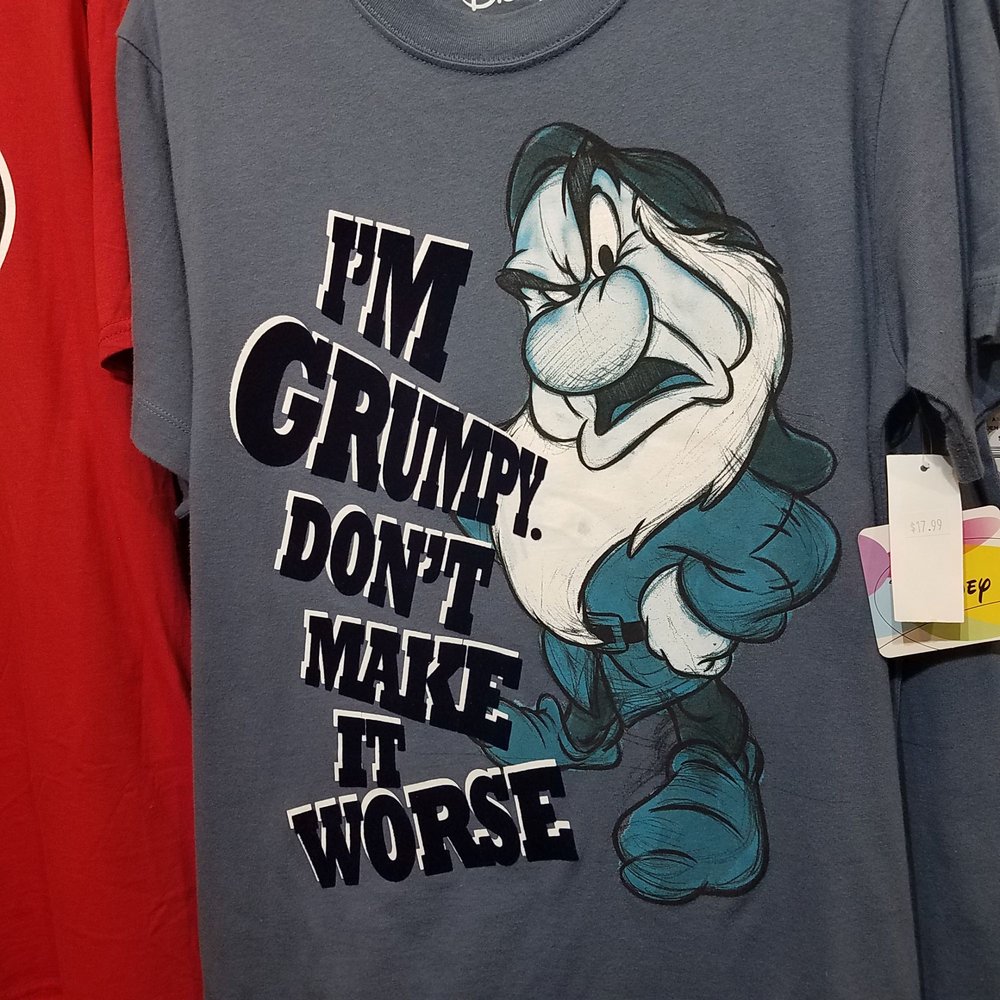 I'M
GRUMPY.
DON'T
MAKE
IT
WORSE
$17.99